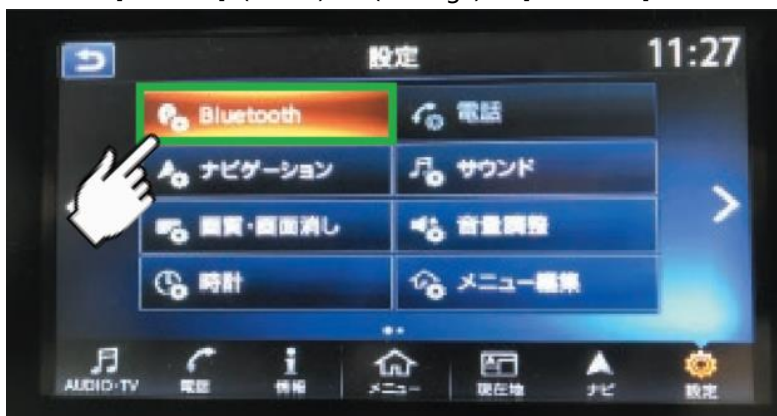 設定 11:27
Bluetooth 電話
ナビゲーション サウンド
画質・画面消し 音量調整
時計 メニュー編集
AUDIO・TV 電話 情報 メニュー 現在地 ナビ 設定